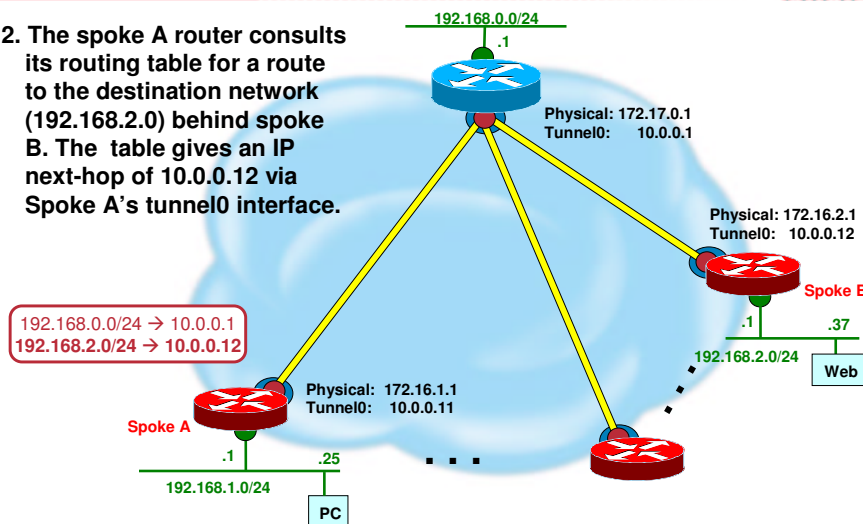 2. The spoke A router consults
its routing table for a route
to the destination network
(192.168.2.0) behind spoke
B. The table gives an IP
next-hop of 10.0.0.12 via
Spoke A's tunnel0 interface.
192.168.0.0/24
.1
Physical: 172.17.0.1
Tunnel0: 10.0.0.1
Physical: 172.16.2.1
Tunnel0: 10.0.0.12
Spoke B
.1
.37
192.168.2.0/24
Web
192.168.0.0/24 → 10.0.0.1
192.168.2.0/24 → 10.0.0.12
Physical: 172.16.1.1
Tunnel0: 10.0.0.11
Spoke A
.1
.25
192.168.1.0/24
PC
. . .
. . .